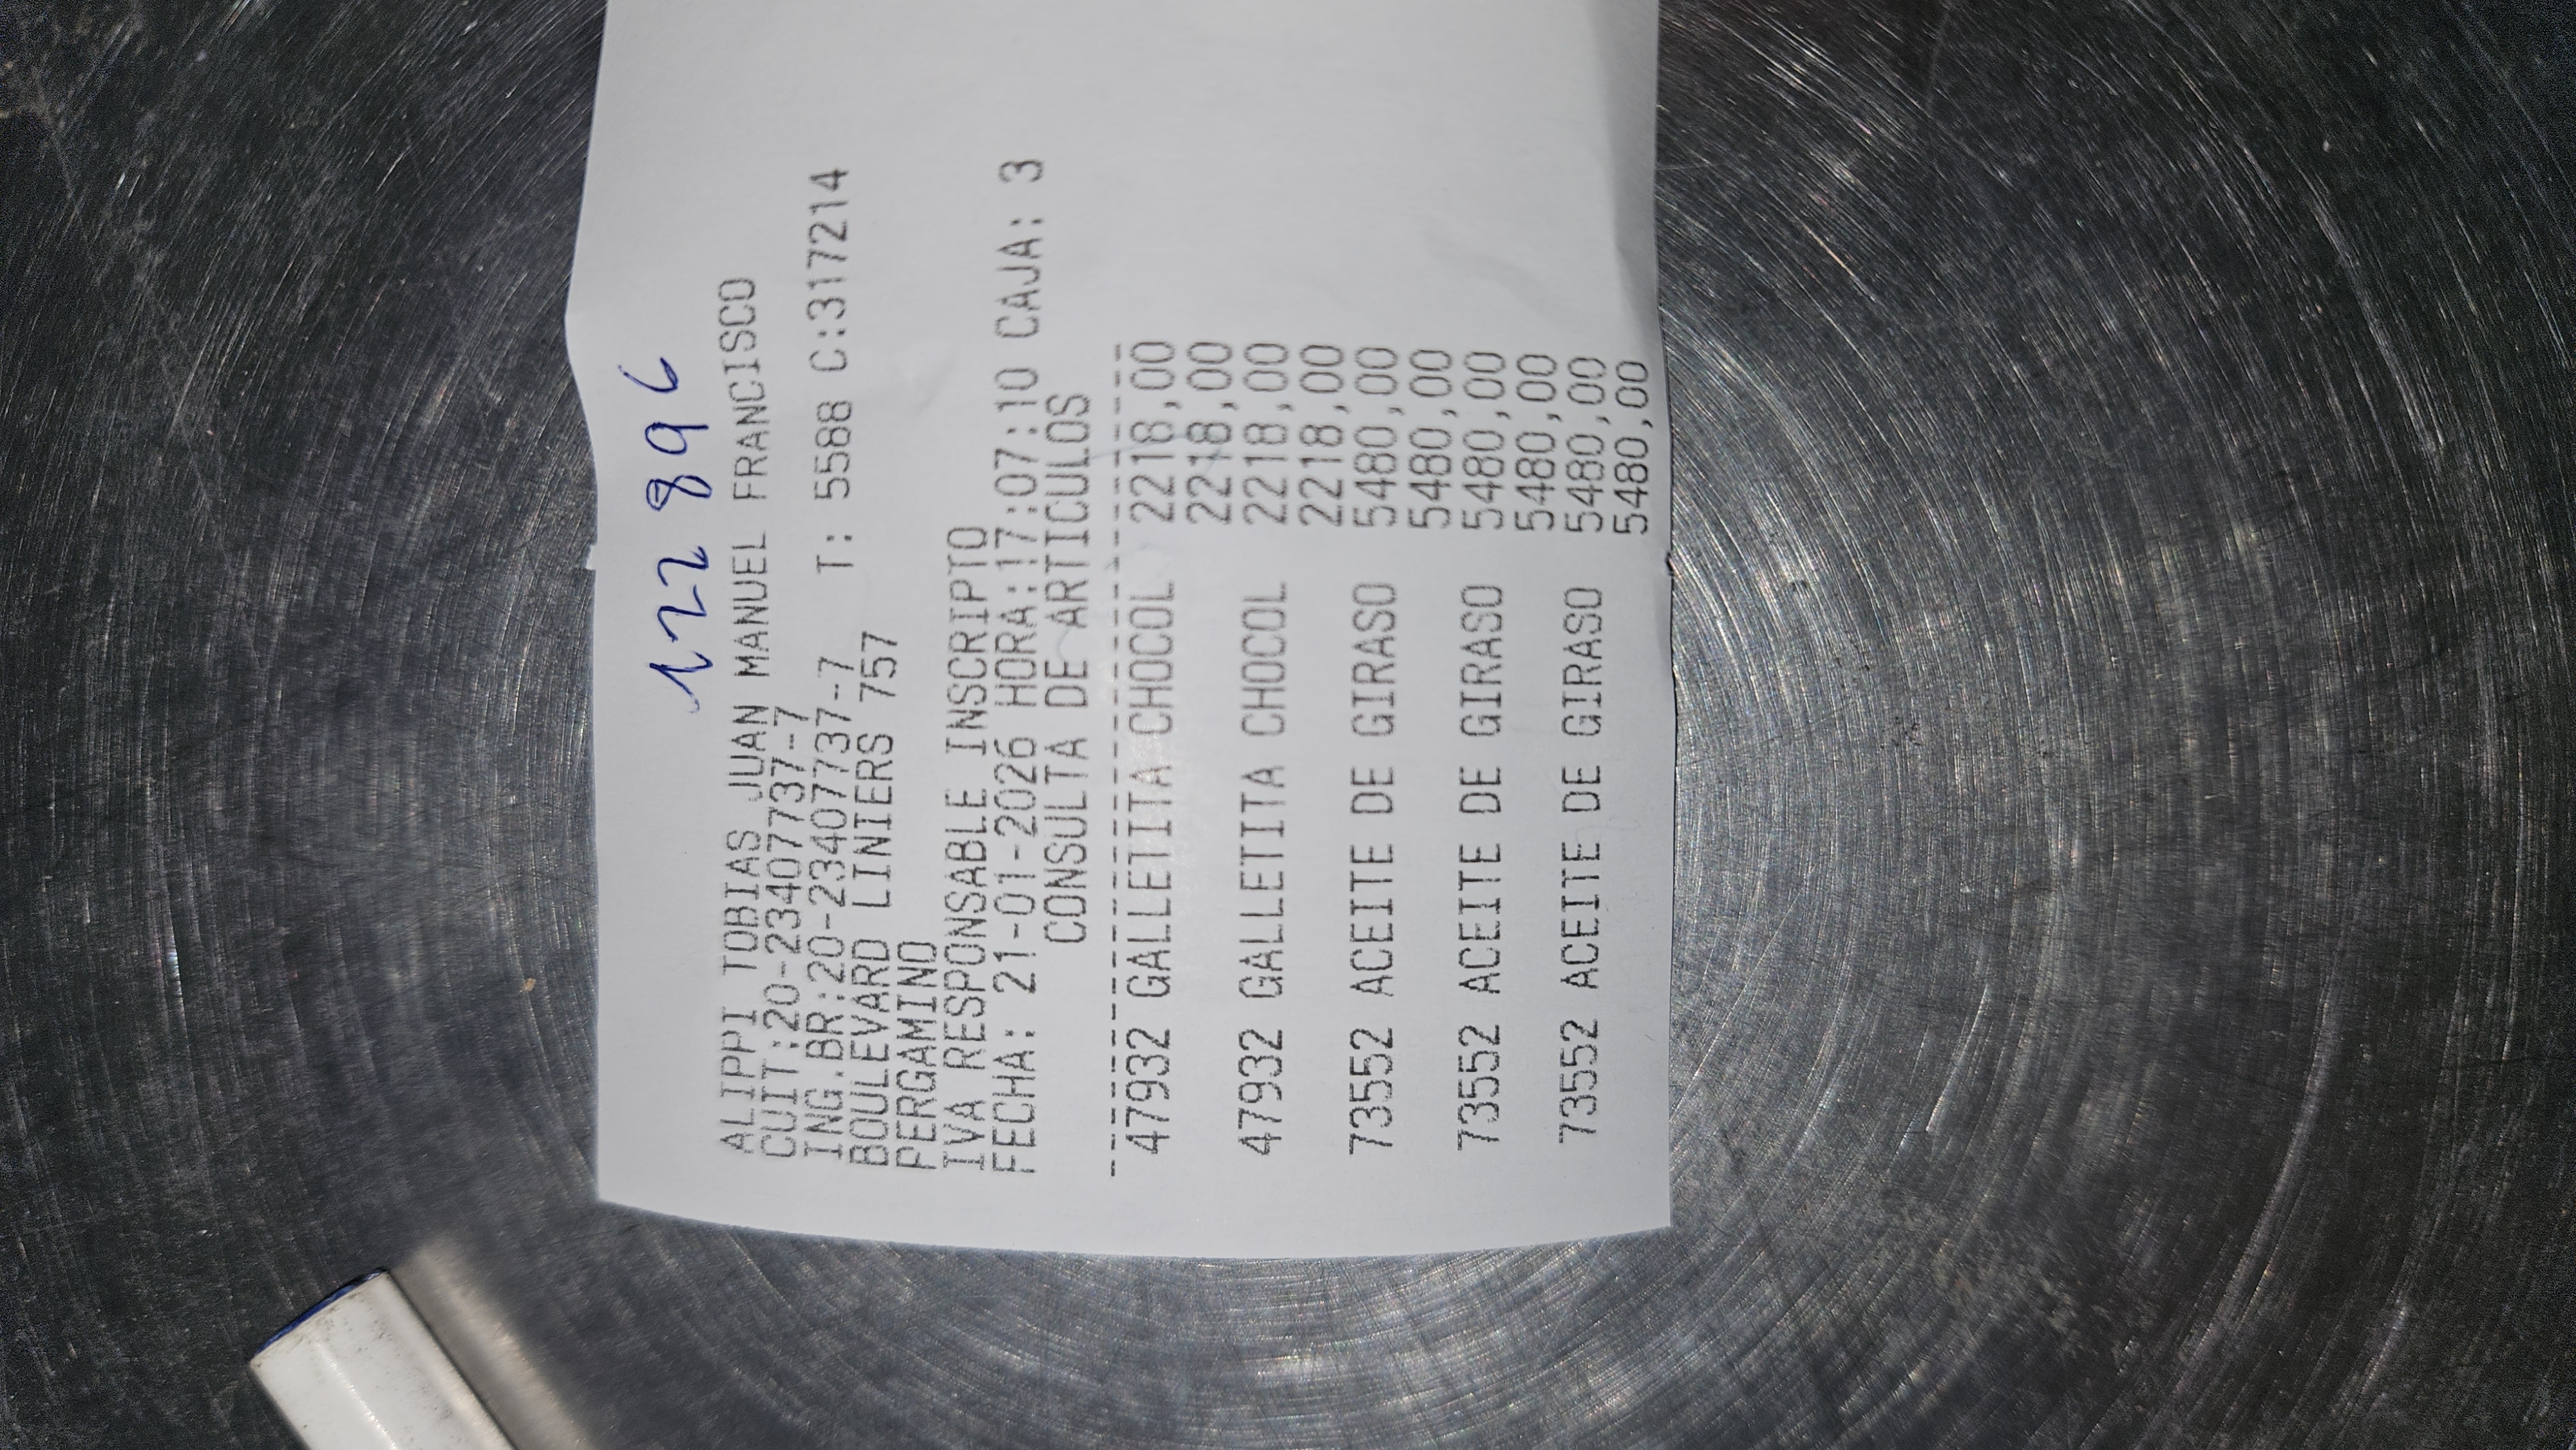 122 896
ALIPPI TOBIAS JUAN MANUEL FRANCISCO
CUIT:20-23407737-7
ING.BR:20-23407737-7 T: 5588 C:317214
BOULEVARD LINIERS 757
PERGAMINO
IVA RESPONSABLE INSCRIPTO
FECHA: 21-01-2026 HORA:17:07:10 CAJA: 3
CONSULTA DE ARTICULOS
--------------------------------
47932 GALLETITA CHOCOL 2218,00
2218,00
47932 GALLETITA CHOCOL 2218,00
2218,00
73552 ACEITE DE GIRASO 5480,00
5480,00
73552 ACEITE DE GIRASO 5480,00
5480,00
73552 ACEITE DE GIRASO 5480,00
5480,00